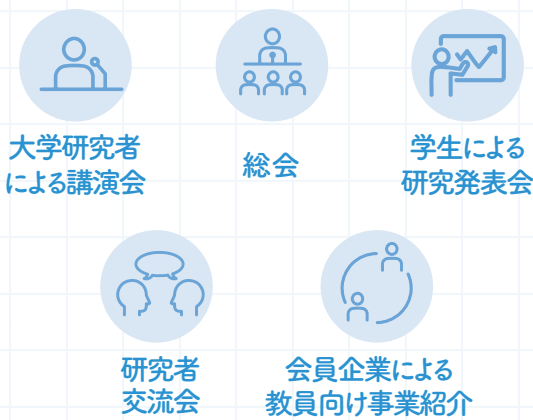 大学研究者
による講演会
総会
学生による
研究発表会
研究者
交流会
会員企業による
教員向け事業紹介